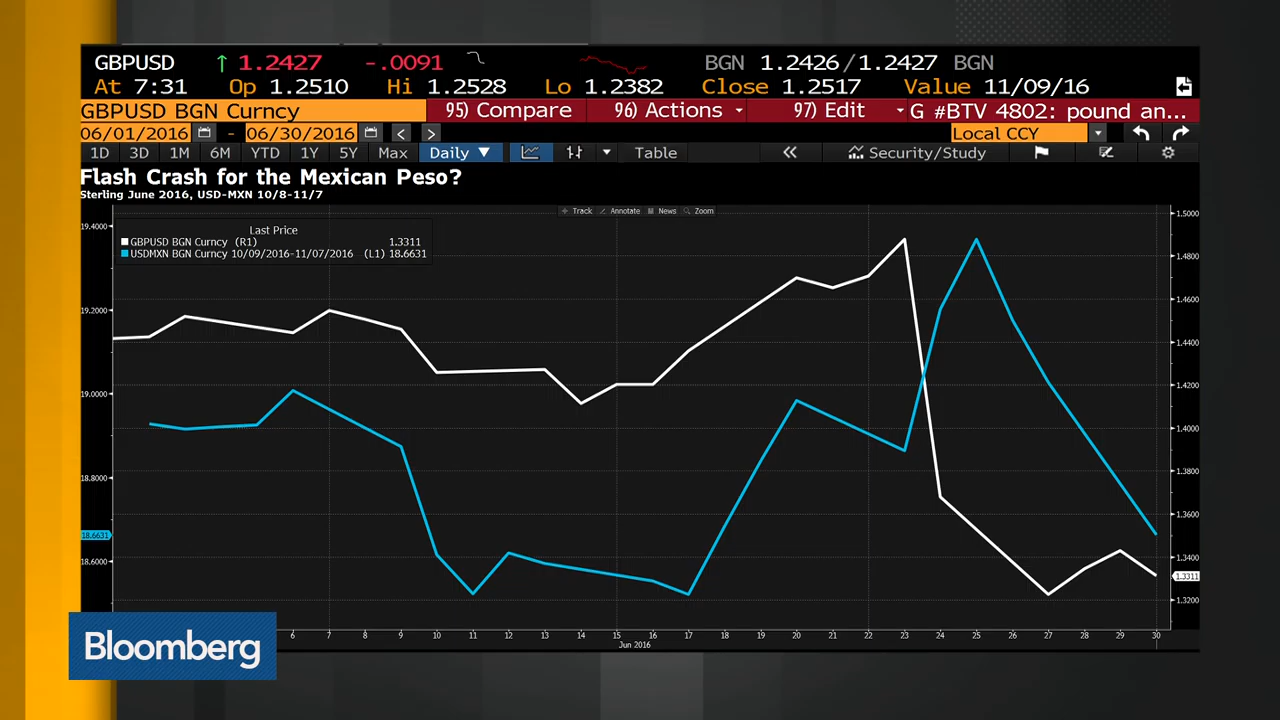 GBPUSD ↑ 1.2427 -.0091 BGN 1.2426/1.2427 BGN
At 7:31 Op 1.2510 Hi 1.2528 Lo 1.2382 Close 1.2517 Value 11/09/16
GBPUSD BGN Curncy 95) Compare 96) Actions 97) Edit G #BTV 4802: pound an...
06/01/2016 - 06/30/2016 < > Local CCY
1D 3D 1M 6M YTD 1Y 5Y Max Daily ▼ Table « Security/Study
Flash Crash for the Mexican Peso?
Sterling June 2016, USD-MXN 10/8-11/7
Track Annotate News Zoom
Last Price
GBPUSD BGN Curncy (R1) 1.3311
USDMXN BGN Curncy 10/09/2016-11/07/2016 (L1) 18.6631
19.4000
19.2000
19.0000
18.8000
18.6631
18.6000
1.5000
1.4800
1.4600
1.4400
1.4200
1.4000
1.3800
1.3600
1.3400
1.3311
1.3200
6 7 8 9 10 11 12 13 14 15 16 17 18 19 20 21 22 23 24 25 26 27 28 29 30
Jun 2016
Bloomberg